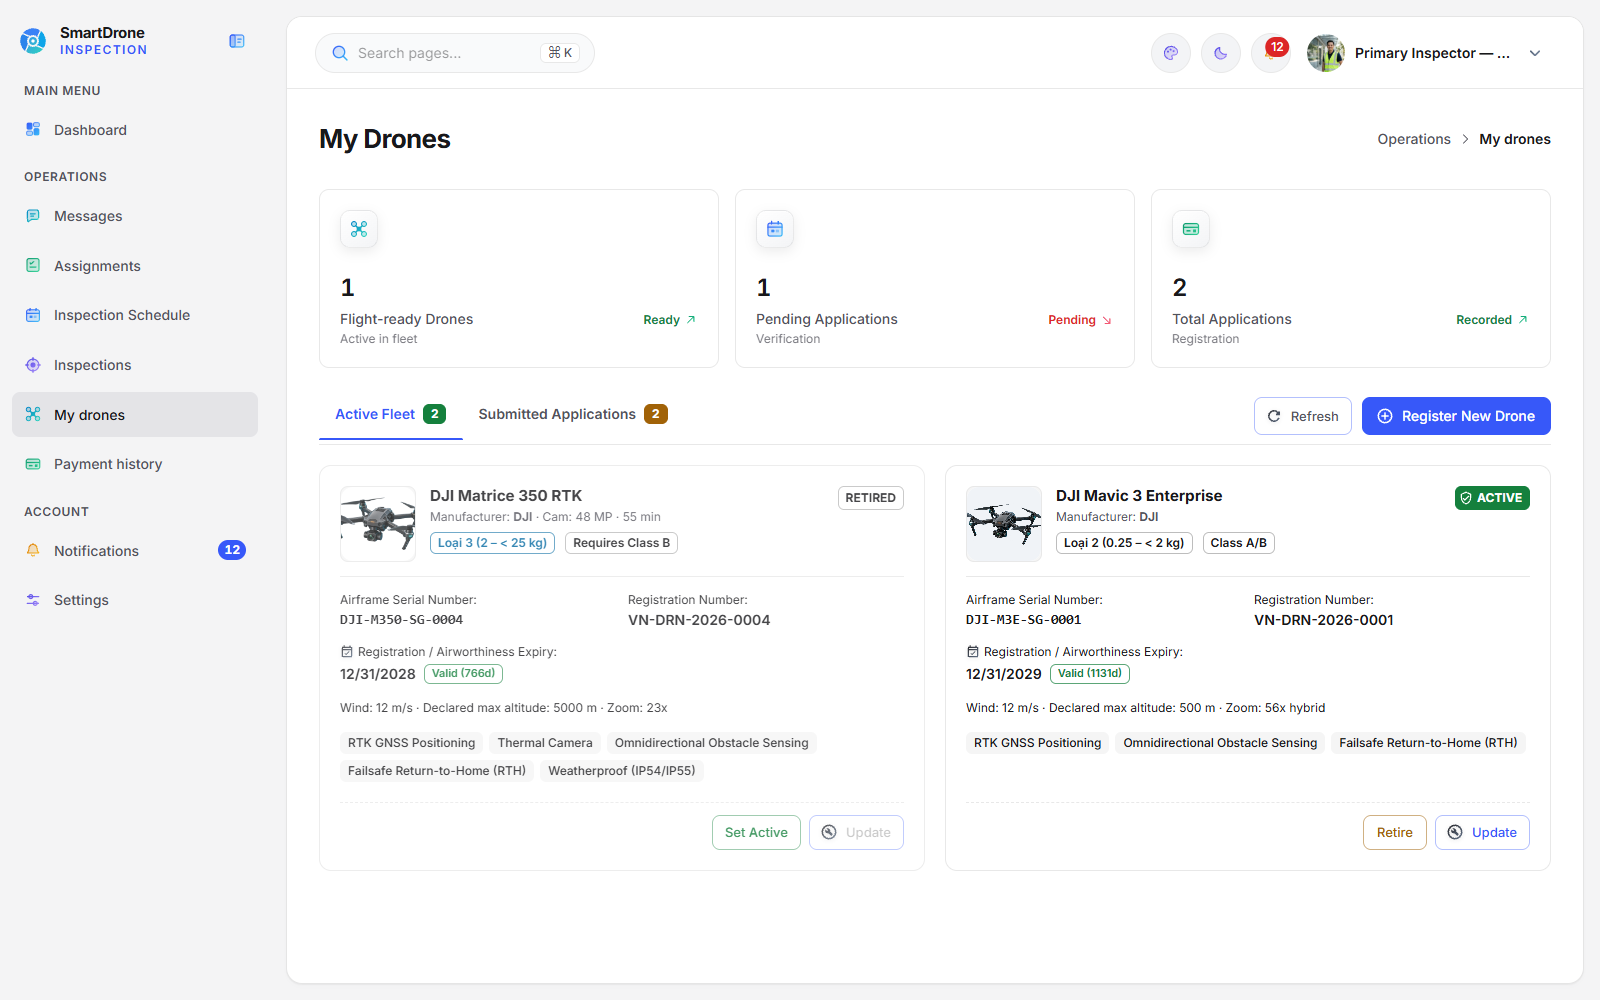 SmartDrone
INSPECTION
MAIN MENU
Dashboard
OPERATIONS
Messages
Assignments
Inspection Schedule
Inspections
My drones
Payment history
ACCOUNT
Notifications 12
Settings
Search pages... ⌘ K
12
Primary Inspector — ...
My Drones
Operations > My drones
1
Flight-ready Drones
Ready ↗
Active in fleet
1
Pending Applications
Pending ↘
Verification
2
Total Applications
Recorded ↗
Registration
Active Fleet 2
Submitted Applications 2
Refresh
Register New Drone
DJI Matrice 350 RTK
RETIRED
Manufacturer: DJI · Cam: 48 MP · 55 min
Loại 3 (2 – < 25 kg) Requires Class B
Airframe Serial Number:
DJI-M350-SG-0004
Registration Number:
VN-DRN-2026-0004
Registration / Airworthiness Expiry:
12/31/2028 Valid (766d)
Wind: 12 m/s · Declared max altitude: 5000 m · Zoom: 23x
RTK GNSS Positioning Thermal Camera Omnidirectional Obstacle Sensing
Failsafe Return-to-Home (RTH) Weatherproof (IP54/IP55)
Set Active Update
DJI Mavic 3 Enterprise
ACTIVE
Manufacturer: DJI
Loại 2 (0.25 – < 2 kg) Class A/B
Airframe Serial Number:
DJI-M3E-SG-0001
Registration Number:
VN-DRN-2026-0001
Registration / Airworthiness Expiry:
12/31/2029 Valid (1131d)
Wind: 12 m/s · Declared max altitude: 500 m · Zoom: 56x hybrid
RTK GNSS Positioning Omnidirectional Obstacle Sensing Failsafe Return-to-Home (RTH)
Retire Update